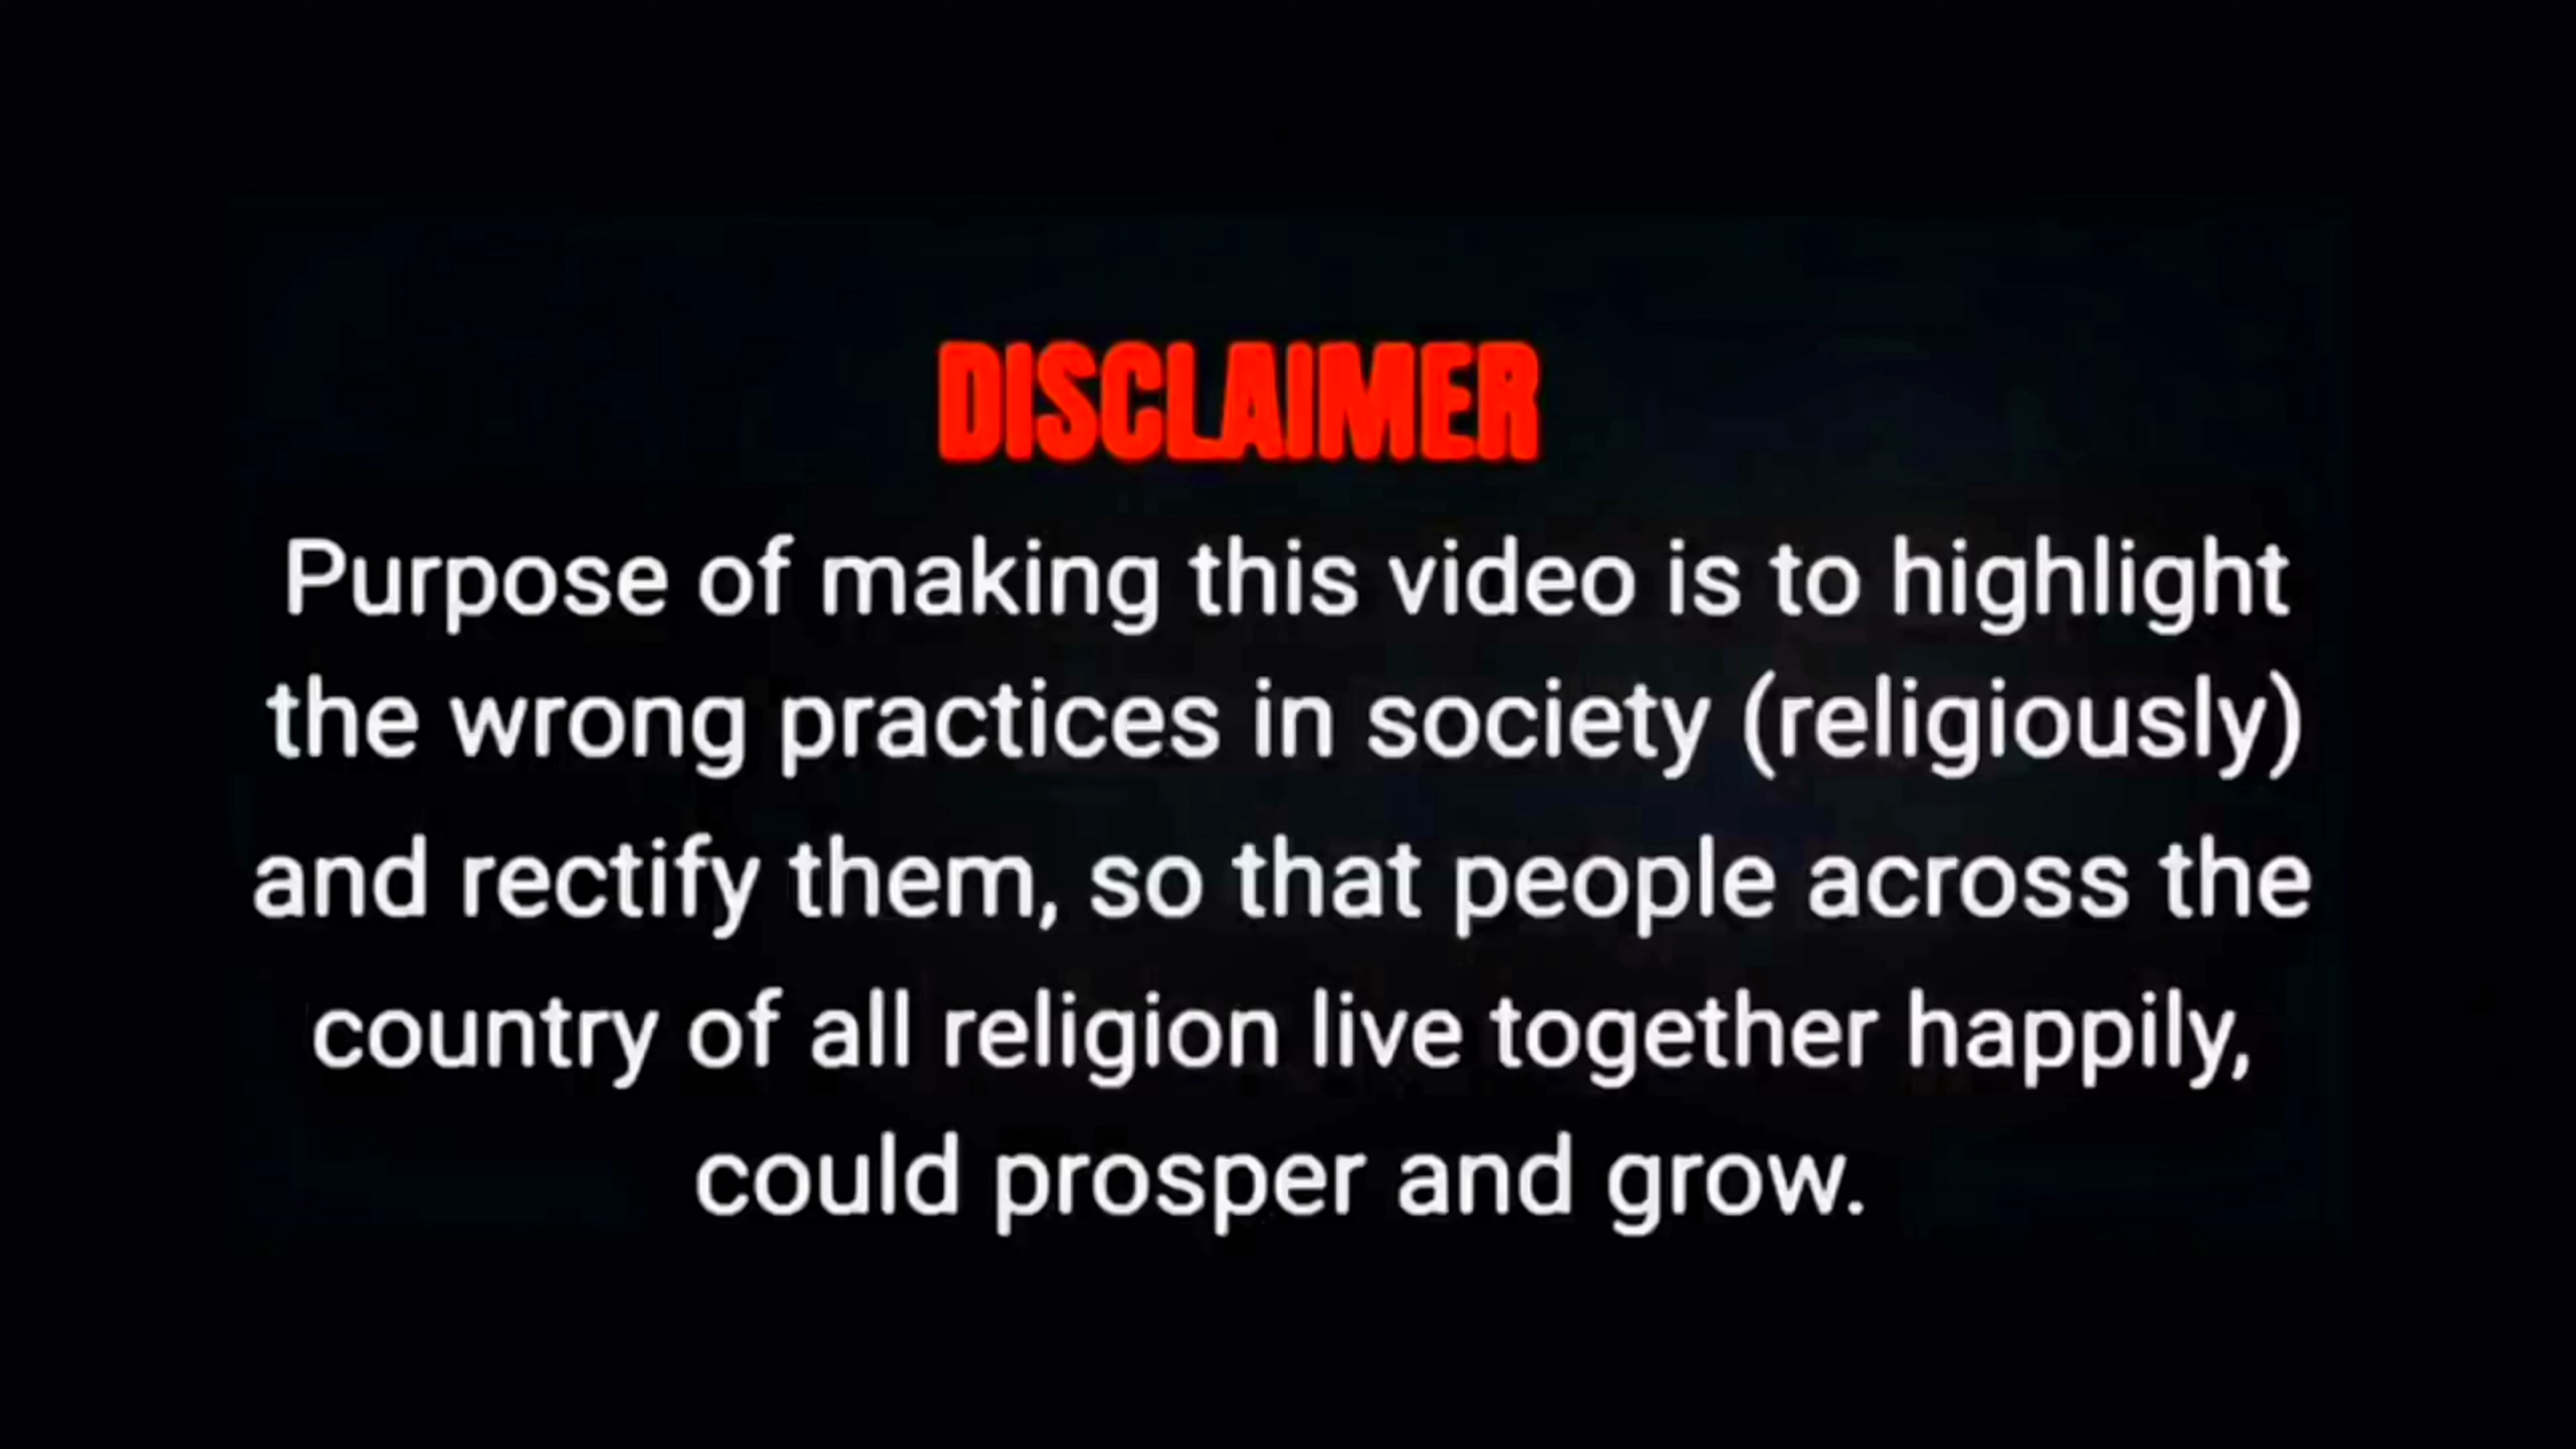 DISCLAIMER
Purpose of making this video is to highlight
the wrong practices in society (religiously)
and rectify them, so that people across the
country of all religion live together happily,
could prosper and grow.